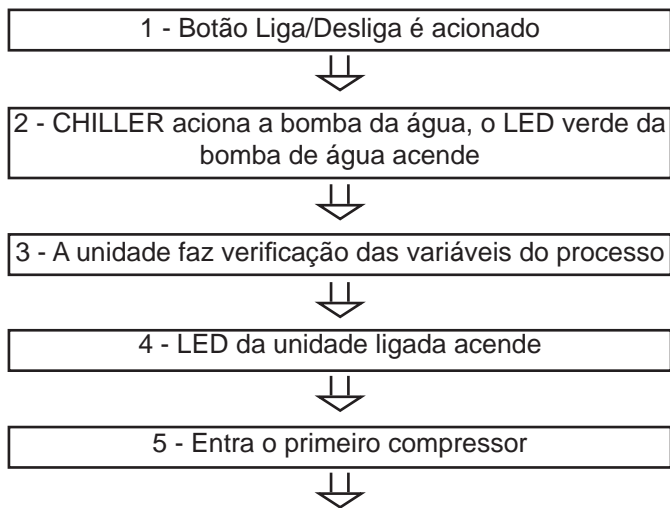 1 - Botão Liga/Desliga é acionado
2 - CHILLER aciona a bomba da água, o LED verde da
bomba de água acende
3 - A unidade faz verificação das variáveis do processo
4 - LED da unidade ligada acende
5 - Entra o primeiro compressor